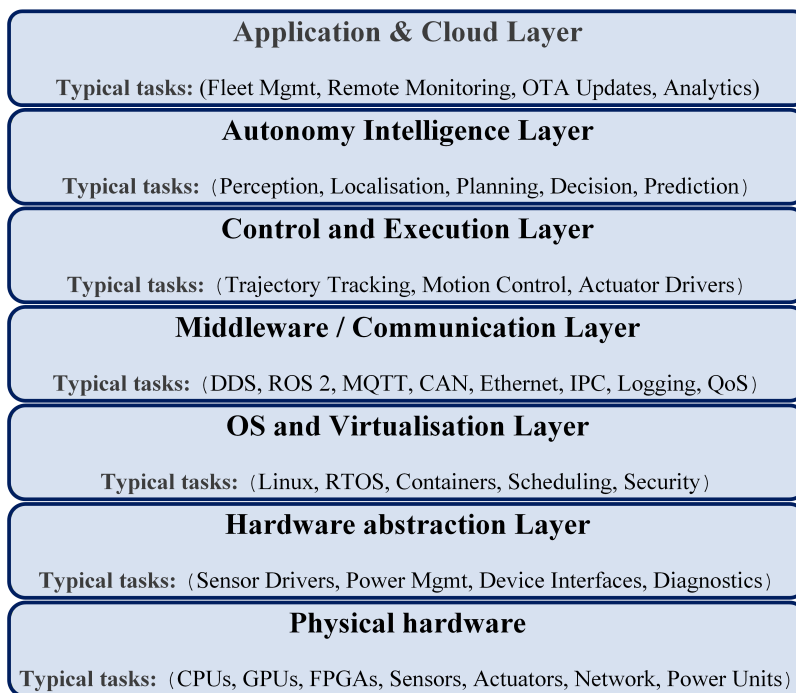 Application & Cloud Layer
Typical tasks: (Fleet Mgmt, Remote Monitoring, OTA Updates, Analytics)
Autonomy Intelligence Layer
Typical tasks: (Perception, Localisation, Planning, Decision, Prediction)
Control and Execution Layer
Typical tasks: (Trajectory Tracking, Motion Control, Actuator Drivers)
Middleware / Communication Layer
Typical tasks: (DDS, ROS 2, MQTT, CAN, Ethernet, IPC, Logging, QoS)
OS and Virtualisation Layer
Typical tasks: (Linux, RTOS, Containers, Scheduling, Security)
Hardware abstraction Layer
Typical tasks: (Sensor Drivers, Power Mgmt, Device Interfaces, Diagnostics)
Physical hardware
Typical tasks: (CPUs, GPUs, FPGAs, Sensors, Actuators, Network, Power Units)